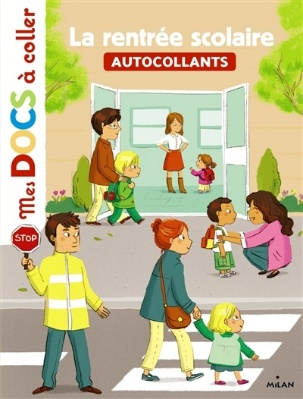 La rentrée scolaire
AUTOCOLLANTS
Mes DOCS à coller
STOP
MiLAN